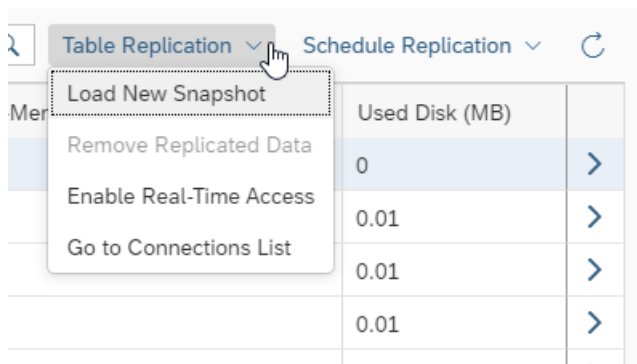 Table Replication Schedule Replication
Load New Snapshot
Mer Used Disk (MB)
Remove Replicated Data
0
Enable Real-Time Access
0.01
Go to Connections List
0.01
0.01